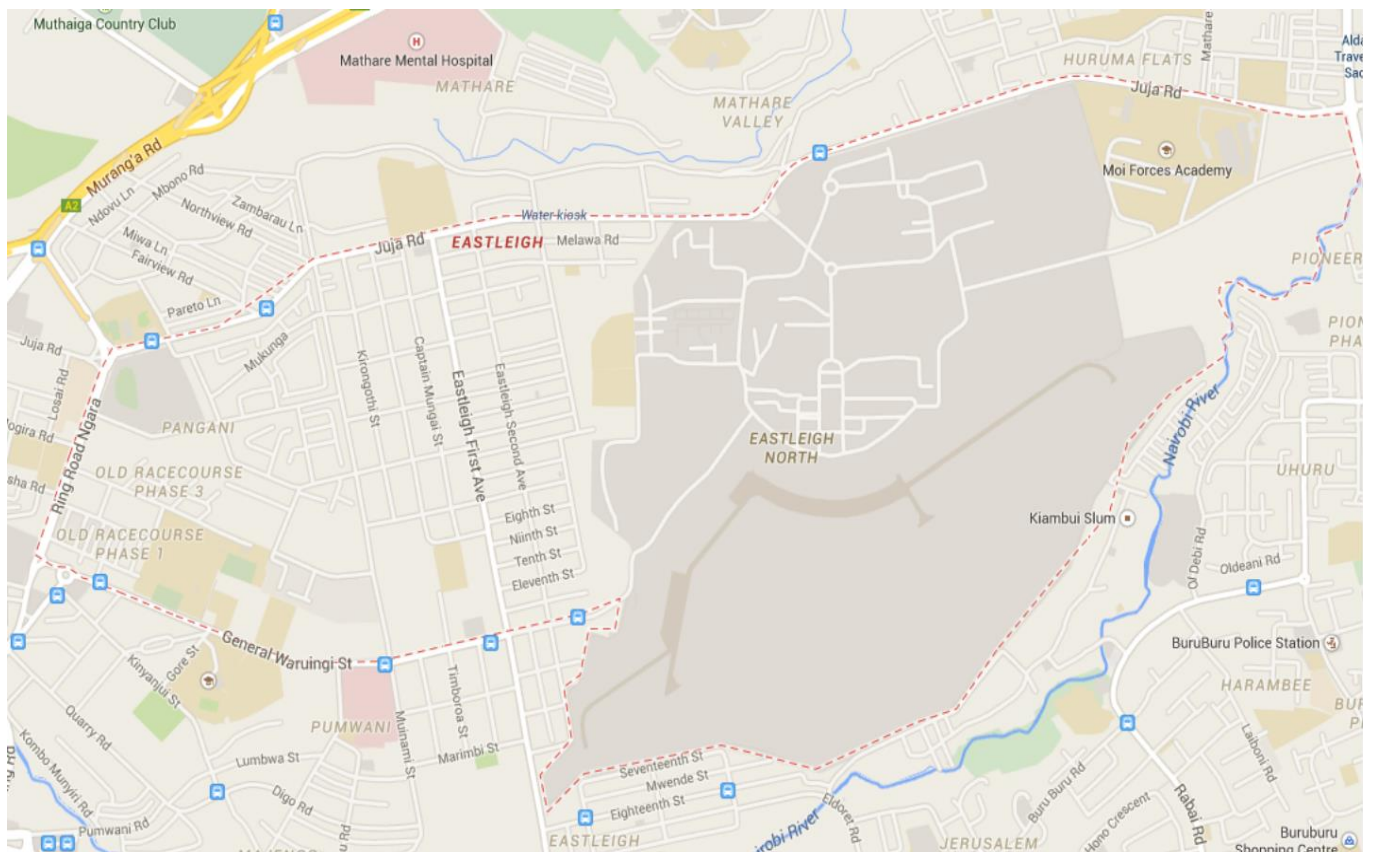 Muthaiga Country Club
Mathare Mental Hospital
MATHARE
MATHARE
VALLEY
HURUMA FLATS
Mathare
Juja Rd
Moi Forces Academy
Murang'a Rd
A2
Ndovu Ln
Mbono Rd
Northview Rd
Zambarau Ln
Miwa Ln
Fairview Rd
Pareto Ln
Juja Rd
Water kiosk
EASTLEIGH
Melawa Rd
PIONEER
Juja Rd
Losai Rd
Mukunga
Kirongothi St
Captain Mungai St
Eastleigh First Ave
Eastleigh Second Ave
Ring Road Ngara
PANGANI
OLD RACECOURSE
PHASE 3
OLD RACECOURSE
PHASE 1
EASTLEIGH
NORTH
Nairobi River
UHURU
Kiambui Slum
Ol Debi Rd
Oldeani Rd
Eighth St
Niinth St
Tenth St
Eleventh St
General Waruingi St
Gore St
Kinyanjui St
Quarry Rd
Kombo Munyiri Rd
Pumwani Rd
PUMWANI
Lumbwa St
Digo Rd
Muinami St
Timboroa St
Marimbi St
Seventeenth St
Mwende St
Eighteenth St
EASTLEIGH
Eldoret Rd
BuruBuru Police Station
HARAMBEE
Laiboni Rd
Rabai Rd
Buru Buru Rd
Hono Crescent
JERUSALEM
Buruburu
Shopping Centre